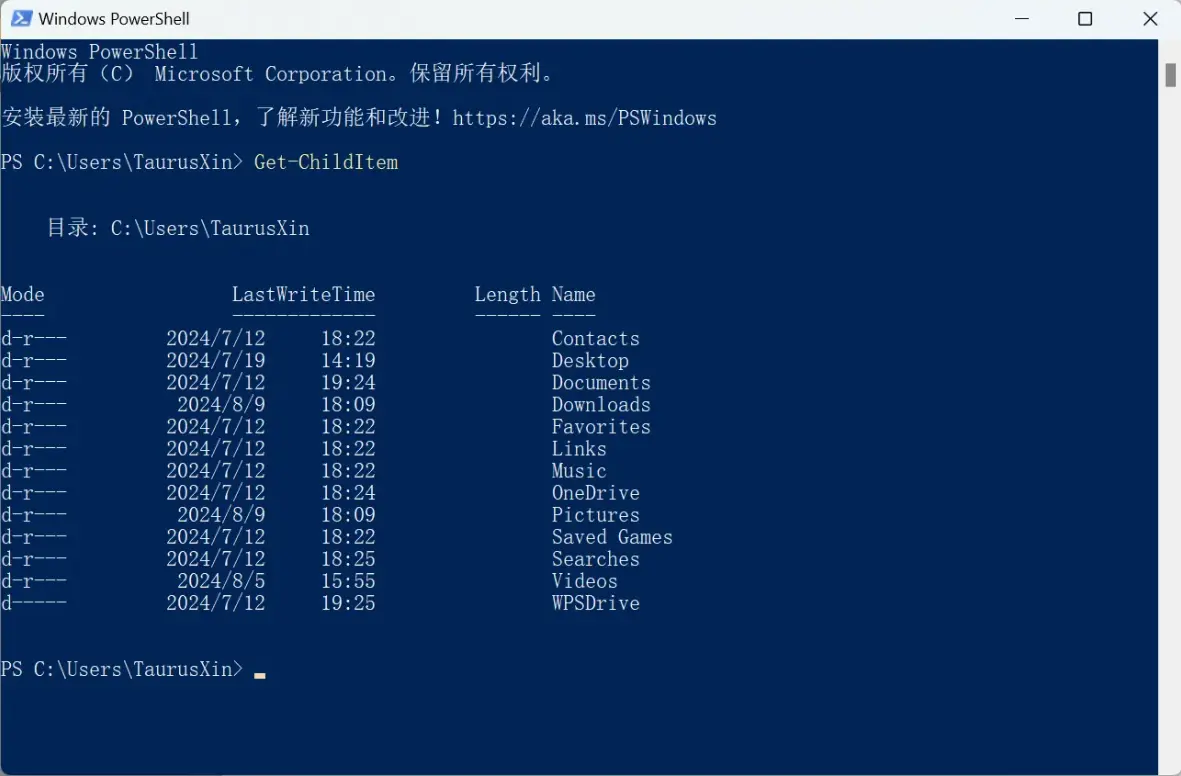 Windows PowerShell
Windows PowerShell
版权所有（C） Microsoft Corporation。保留所有权利。
安装最新的 PowerShell，了解新功能和改进！https://aka.ms/PSWindows
PS C:\Users\TaurusXin> Get-ChildItem
目录: C:\Users\TaurusXin
Mode                 LastWriteTime         Length Name
----                 -------------         ------ ----
d-r---         2024/7/12     18:22                Contacts
d-r---         2024/7/19     14:19                Desktop
d-r---         2024/7/12     19:24                Documents
d-r---          2024/8/9     18:09                Downloads
d-r---         2024/7/12     18:22                Favorites
d-r---         2024/7/12     18:22                Links
d-r---         2024/7/12     18:22                Music
d-r---         2024/7/12     18:24                OneDrive
d-r---          2024/8/9     18:09                Pictures
d-r---         2024/7/12     18:22                Saved Games
d-r---         2024/7/12     18:25                Searches
d-r---          2024/8/5     15:55                Videos
d-----         2024/7/12     19:25                WPSDrive
PS C:\Users\TaurusXin>